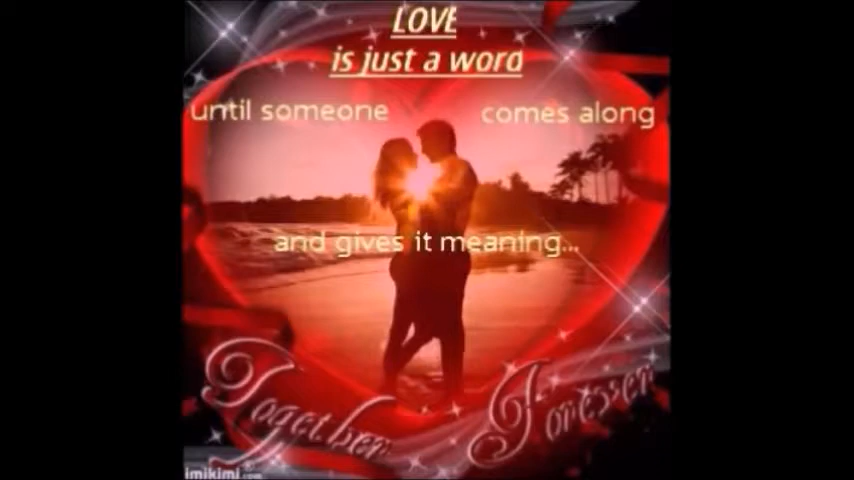 LOVE
is just a word
until someone comes along
and gives it meaning...
Together Forever
imikimi.com